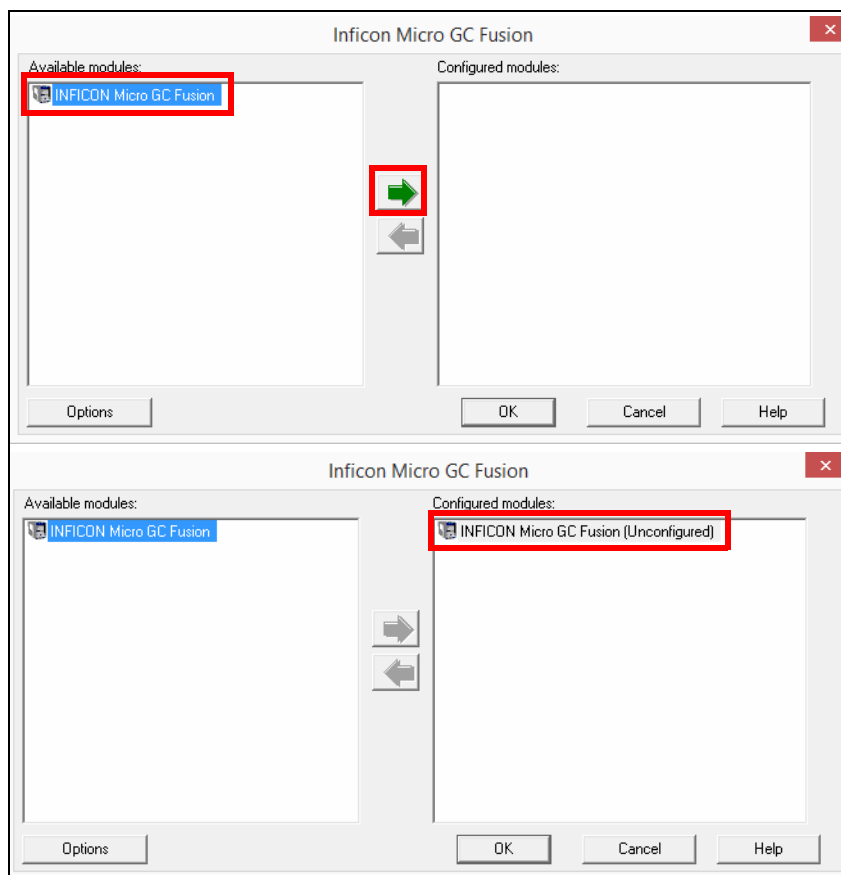 Inficon Micro GC Fusion
Available modules:
Configured modules:
INFICON Micro GC Fusion
Options
OK
Cancel
Help
Inficon Micro GC Fusion
Available modules:
Configured modules:
INFICON Micro GC Fusion
INFICON Micro GC Fusion (Unconfigured)
Options
OK
Cancel
Help